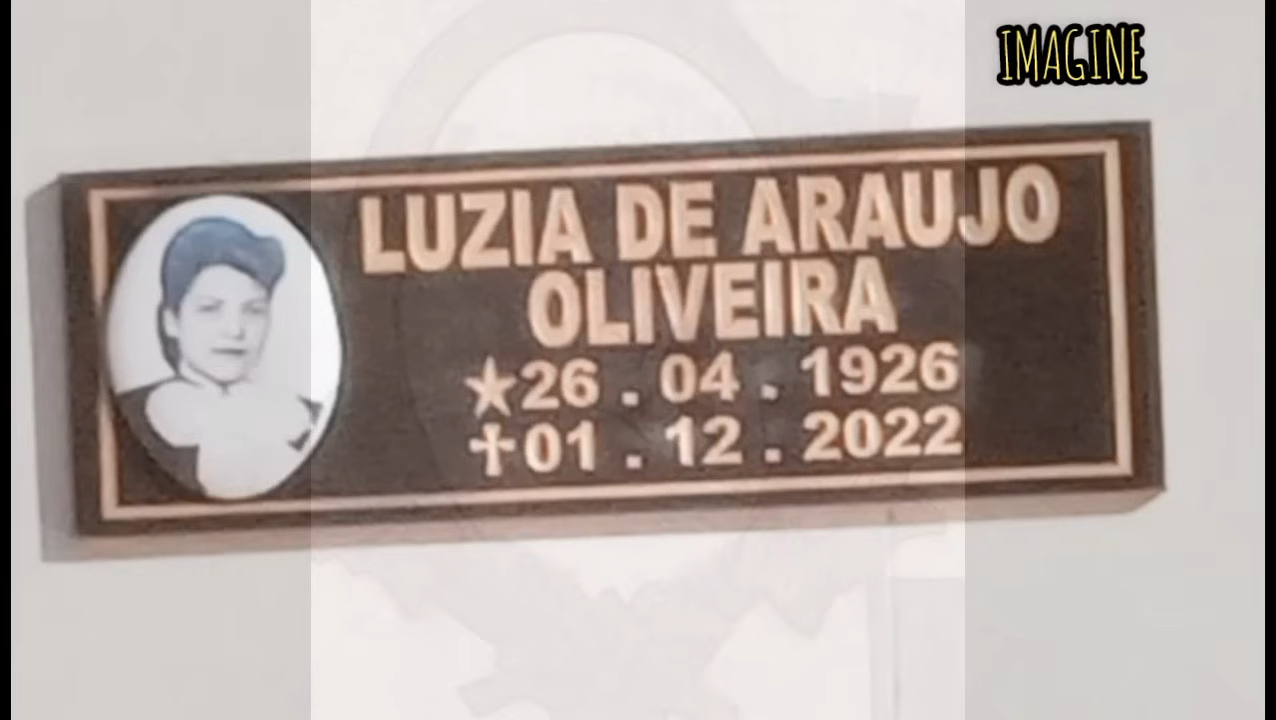 IMAGINE
LUZIA DE ARAUJO
OLIVEIRA
★26 . 04 . 1926
✝01 . 12 . 2022